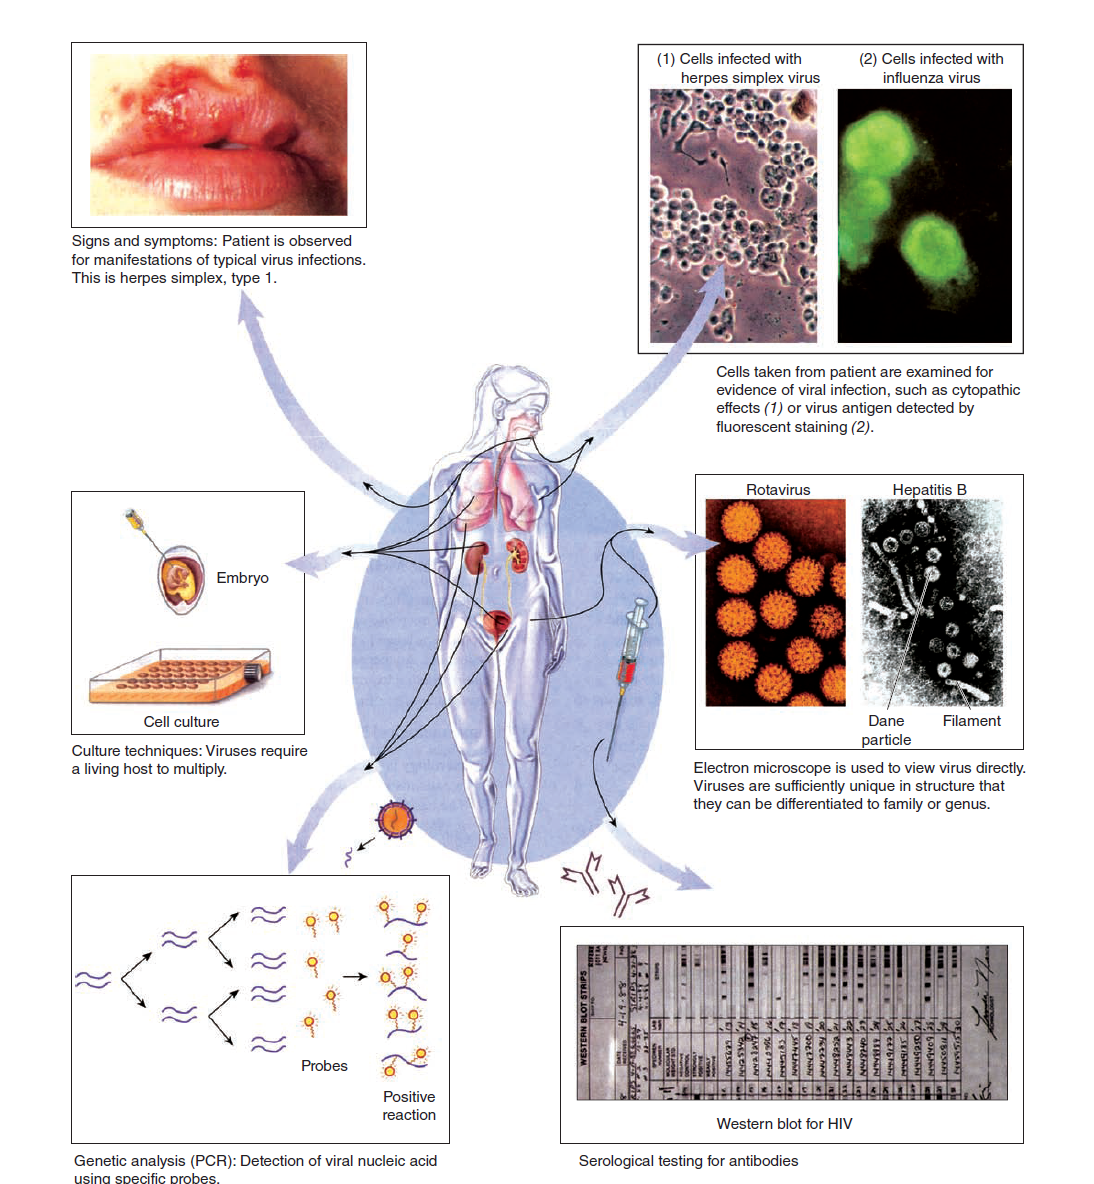 (1) Cells infected with
herpes simplex virus
(2) Cells infected with
influenza virus
Signs and symptoms: Patient is observed
for manifestations of typical virus infections.
This is herpes simplex, type 1.
Cells taken from patient are examined for
evidence of viral infection, such as cytopathic
effects (1) or virus antigen detected by
fluorescent staining (2).
Embryo
Cell culture
Culture techniques: Viruses require
a living host to multiply.
Rotavirus
Hepatitis B
Dane
particle
Filament
Electron microscope is used to view virus directly.
Viruses are sufficiently unique in structure that
they can be differentiated to family or genus.
Probes
Positive
reaction
Genetic analysis (PCR): Detection of viral nucleic acid
using specific probes.
WESTERN BLOT STRIPS
Western blot for HIV
Serological testing for antibodies